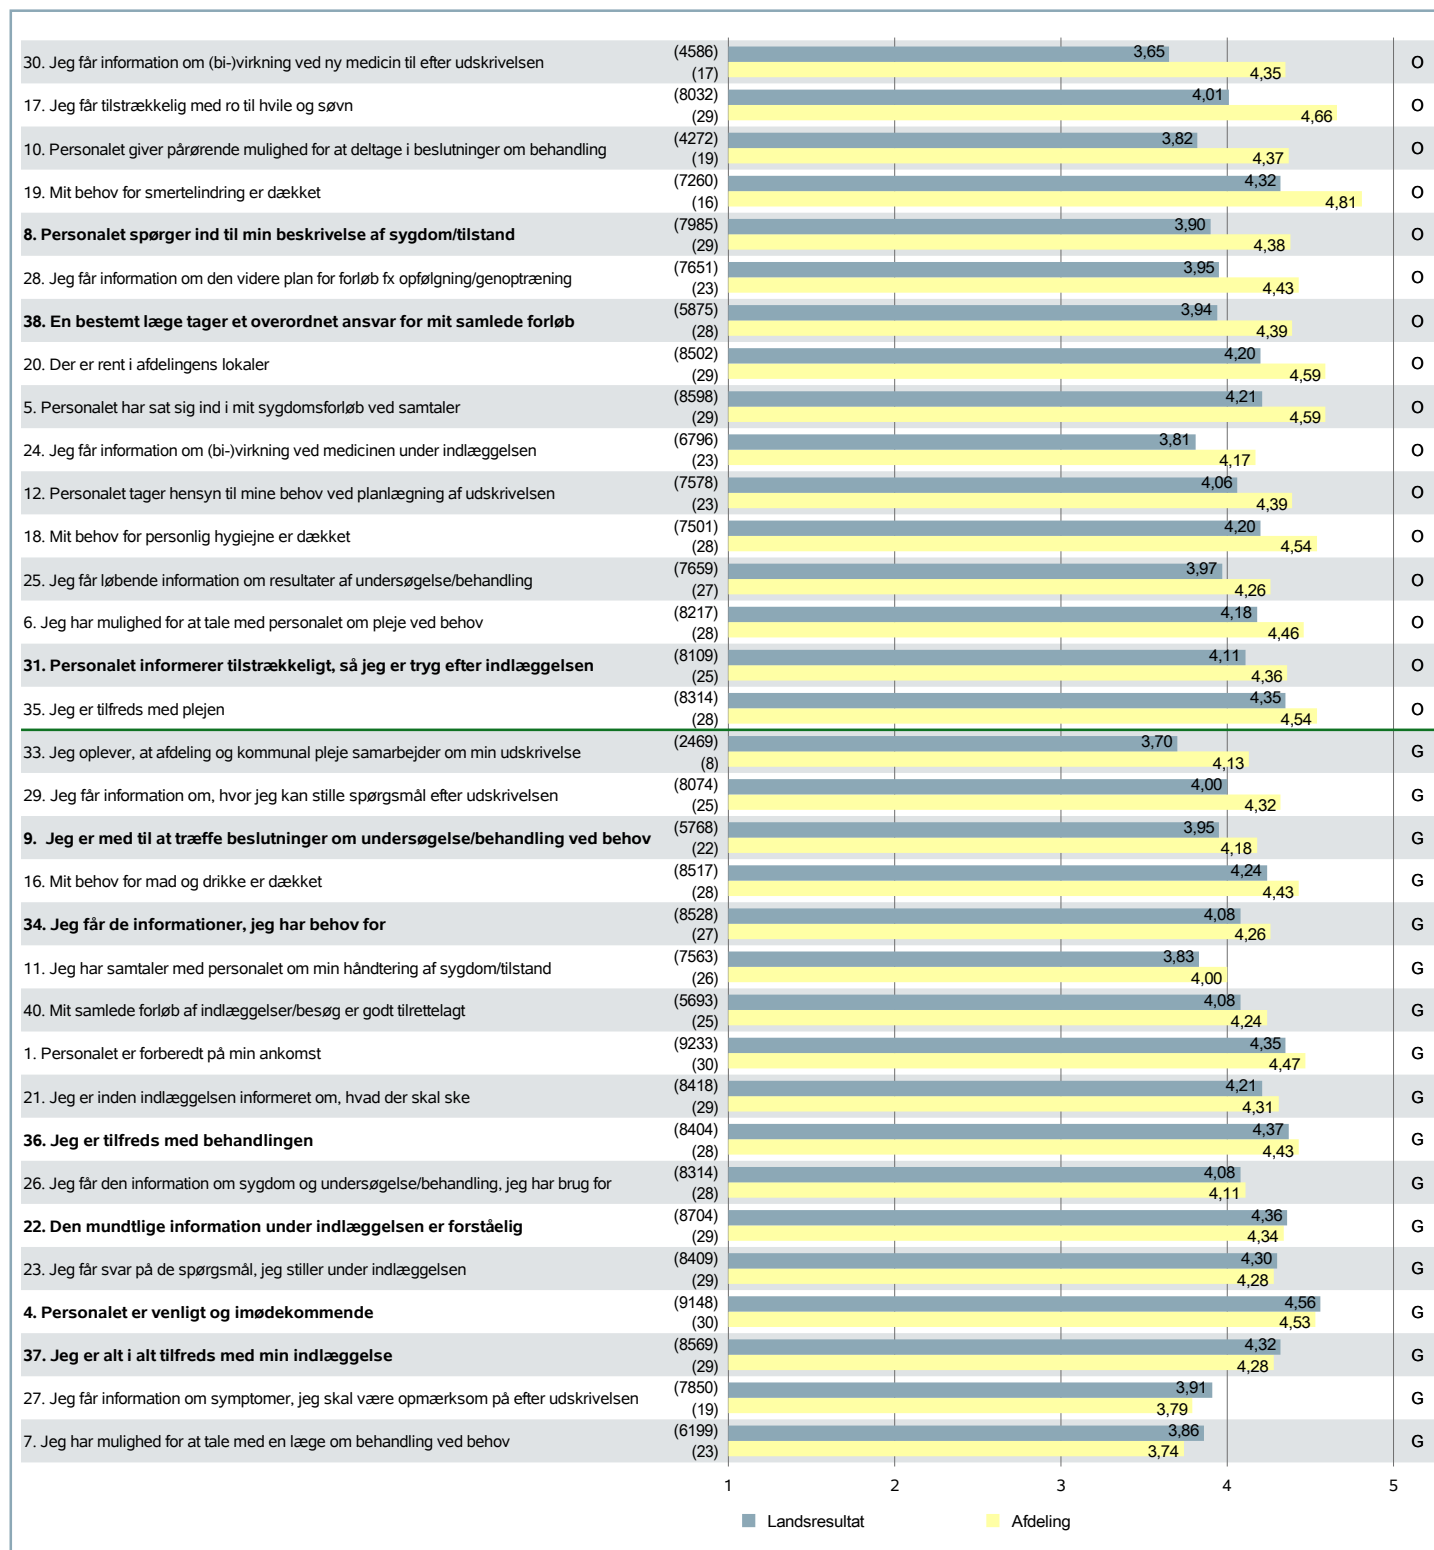 (4586) 3,65
30. Jeg får information om (bi-)virkning ved ny medicin til efter udskrivelsen O
(17) 4,35
(8032) 4,01
17. Jeg får tilstrækkelig med ro til hvile og søvn O
(29) 4,66
(4272) 3,82
10. Personalet giver pårørende mulighed for at deltage i beslutninger om behandling O
(19) 4,37
(7260) 4,32
19. Mit behov for smertelindring er dækket O
(16) 4,81
(7985) 3,90
8. Personalet spørger ind til min beskrivelse af sygdom/tilstand O
(29) 4,38
(7651) 3,95
28. Jeg får information om den videre plan for forløb fx opfølgning/genoptræning O
(23) 4,43
(5875) 3,94
38. En bestemt læge tager et overordnet ansvar for mit samlede forløb O
(28) 4,39
(8502) 4,20
20. Der er rent i afdelingens lokaler O
(29) 4,59
(8598) 4,21
5. Personalet har sat sig ind i mit sygdomsforløb ved samtaler O
(29) 4,59
(6796) 3,81
24. Jeg får information om (bi-)virkning ved medicinen under indlæggelsen O
(23) 4,17
(7578) 4,06
12. Personalet tager hensyn til mine behov ved planlægning af udskrivelsen O
(23) 4,39
(7501) 4,20
18. Mit behov for personlig hygiejne er dækket O
(28) 4,54
(7659) 3,97
25. Jeg får løbende information om resultater af undersøgelse/behandling O
(27) 4,26
(8217) 4,18
6. Jeg har mulighed for at tale med personalet om pleje ved behov O
(28) 4,46
(8109) 4,11
31. Personalet informerer tilstrækkeligt, så jeg er tryg efter indlæggelsen O
(25) 4,36
(8314) 4,35
35. Jeg er tilfreds med plejen O
(28) 4,54
(2469) 3,70
33. Jeg oplever, at afdeling og kommunal pleje samarbejder om min udskrivelse G
(8) 4,13
(8074) 4,00
29. Jeg får information om, hvor jeg kan stille spørgsmål efter udskrivelsen G
(25) 4,32
(5768) 3,95
9. Jeg er med til at træffe beslutninger om undersøgelse/behandling ved behov G
(22) 4,18
(8517) 4,24
16. Mit behov for mad og drikke er dækket G
(28) 4,43
(8528) 4,08
34. Jeg får de informationer, jeg har behov for G
(27) 4,26
(7563) 3,83
11. Jeg har samtaler med personalet om min håndtering af sygdom/tilstand G
(26) 4,00
(5693) 4,08
40. Mit samlede forløb af indlæggelser/besøg er godt tilrettelagt G
(25) 4,24
(9233) 4,35
1. Personalet er forberedt på min ankomst G
(30) 4,47
(8418) 4,21
21. Jeg er inden indlæggelsen informeret om, hvad der skal ske G
(29) 4,31
(8404) 4,37
36. Jeg er tilfreds med behandlingen G
(28) 4,43
(8314) 4,08
26. Jeg får den information om sygdom og undersøgelse/behandling, jeg har brug for G
(28) 4,11
(8704) 4,36
22. Den mundtlige information under indlæggelsen er forståelig G
(29) 4,34
(8409) 4,30
23. Jeg får svar på de spørgsmål, jeg stiller under indlæggelsen G
(29) 4,28
(9148) 4,56
4. Personalet er venligt og imødekommende G
(30) 4,53
(8569) 4,32
37. Jeg er alt i alt tilfreds med min indlæggelse G
(29) 4,28
(7850) 3,91
27. Jeg får information om symptomer, jeg skal være opmærksom på efter udskrivelsen G
(19) 3,79
(6199) 3,86
7. Jeg har mulighed for at tale med en læge om behandling ved behov G
(23) 3,74
1 2 3 4 5
Landsresultat Afdeling